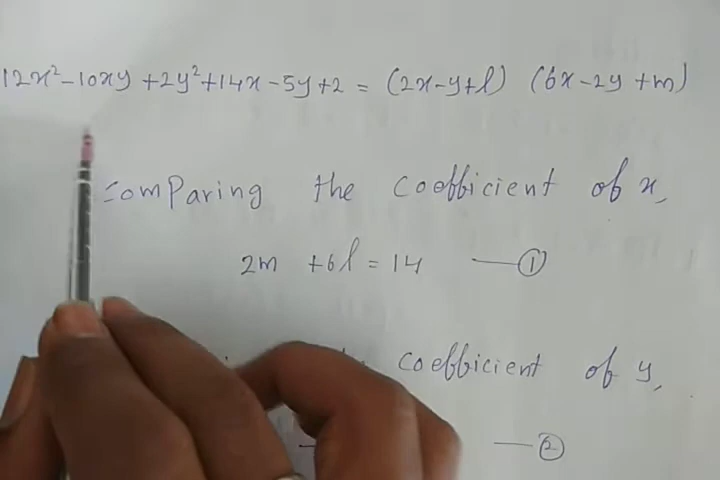 12x² - 10xy + 2y² + 14x - 5y + 2 = (2x - y + l) (6x - 2y + m)
comparing the coefficient of x,
2m + 6l = 14 —①
coefficient of y,
—②